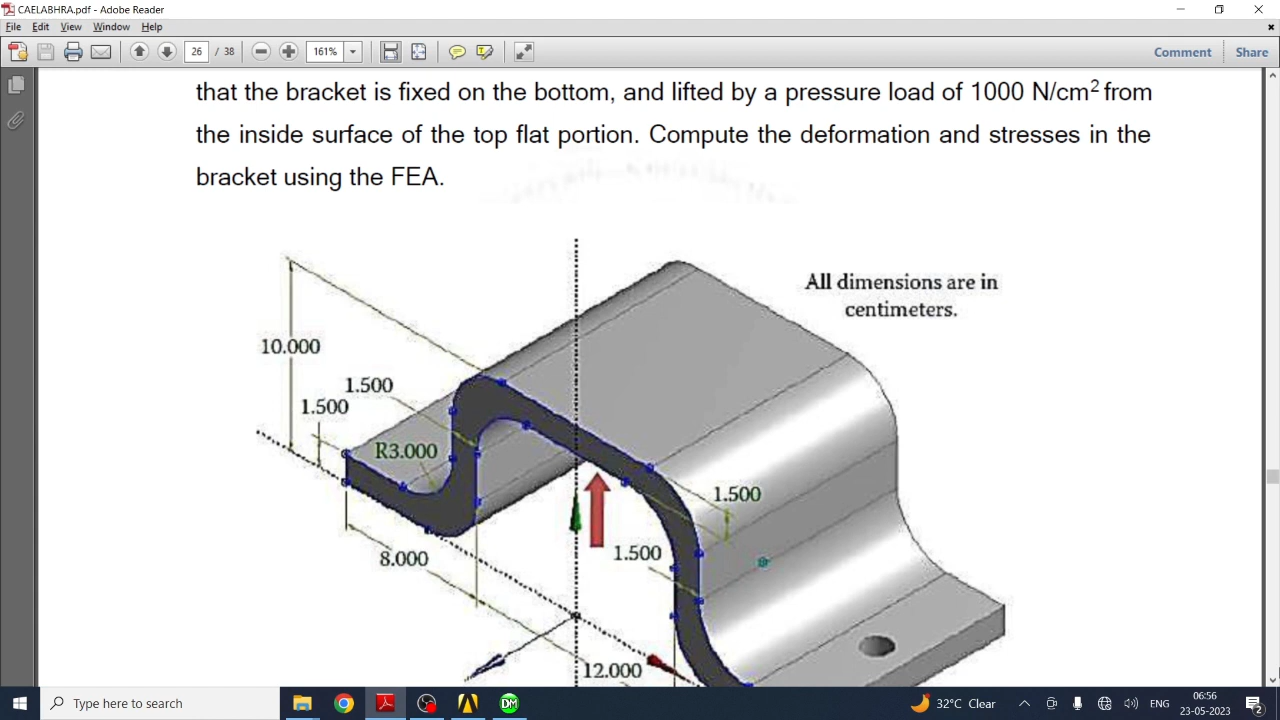 CAELABHRA.pdf - Adobe Reader
File Edit View Window Help
26 / 38 161% Comment Share
that the bracket is fixed on the bottom, and lifted by a pressure load of 1000 N/cm² from
the inside surface of the top flat portion. Compute the deformation and stresses in the
bracket using the FEA.
All dimensions are in
centimeters.
10.000
1.500
1.500
R3.000
1.500
1.500
8.000
12.000
Type here to search
DM
32°C Clear
ENG
06:56
23-05-2023
2